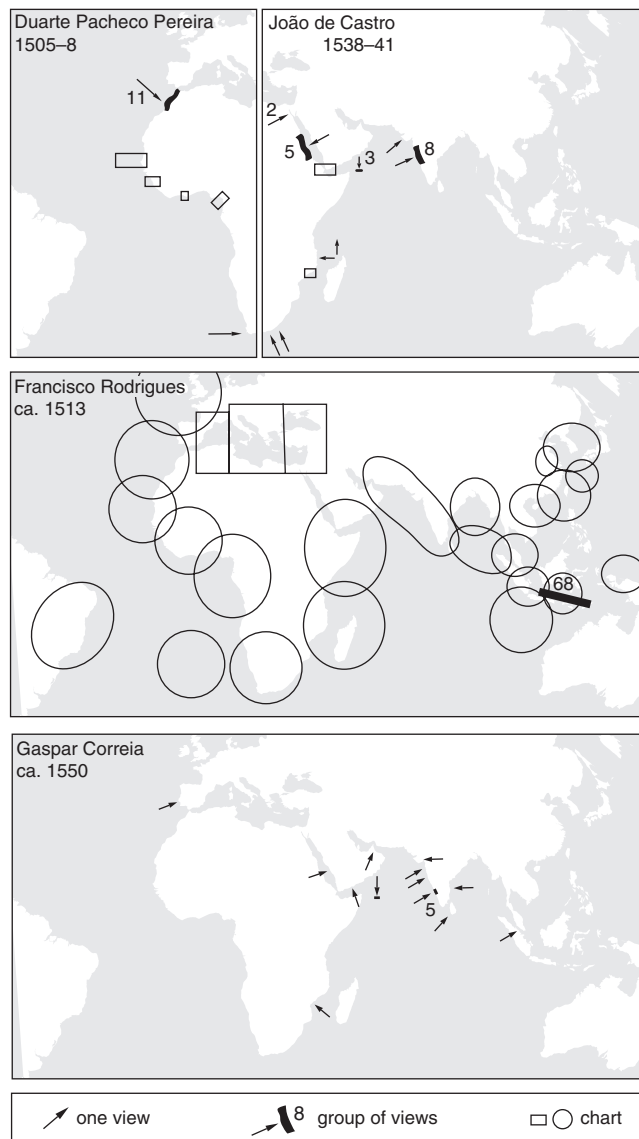 Duarte Pacheco Pereira
1505–8
11
João de Castro
1538–41
2
5
3
8
Francisco Rodrigues
ca. 1513
68
Gaspar Correia
ca. 1550
5
one view
8
group of views
chart